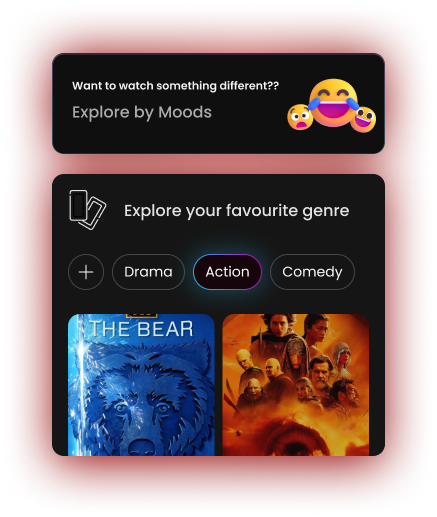 Want to watch something different??
Explore by Moods
Explore your favourite genre
Drama
Action
Comedy
THE BEAR